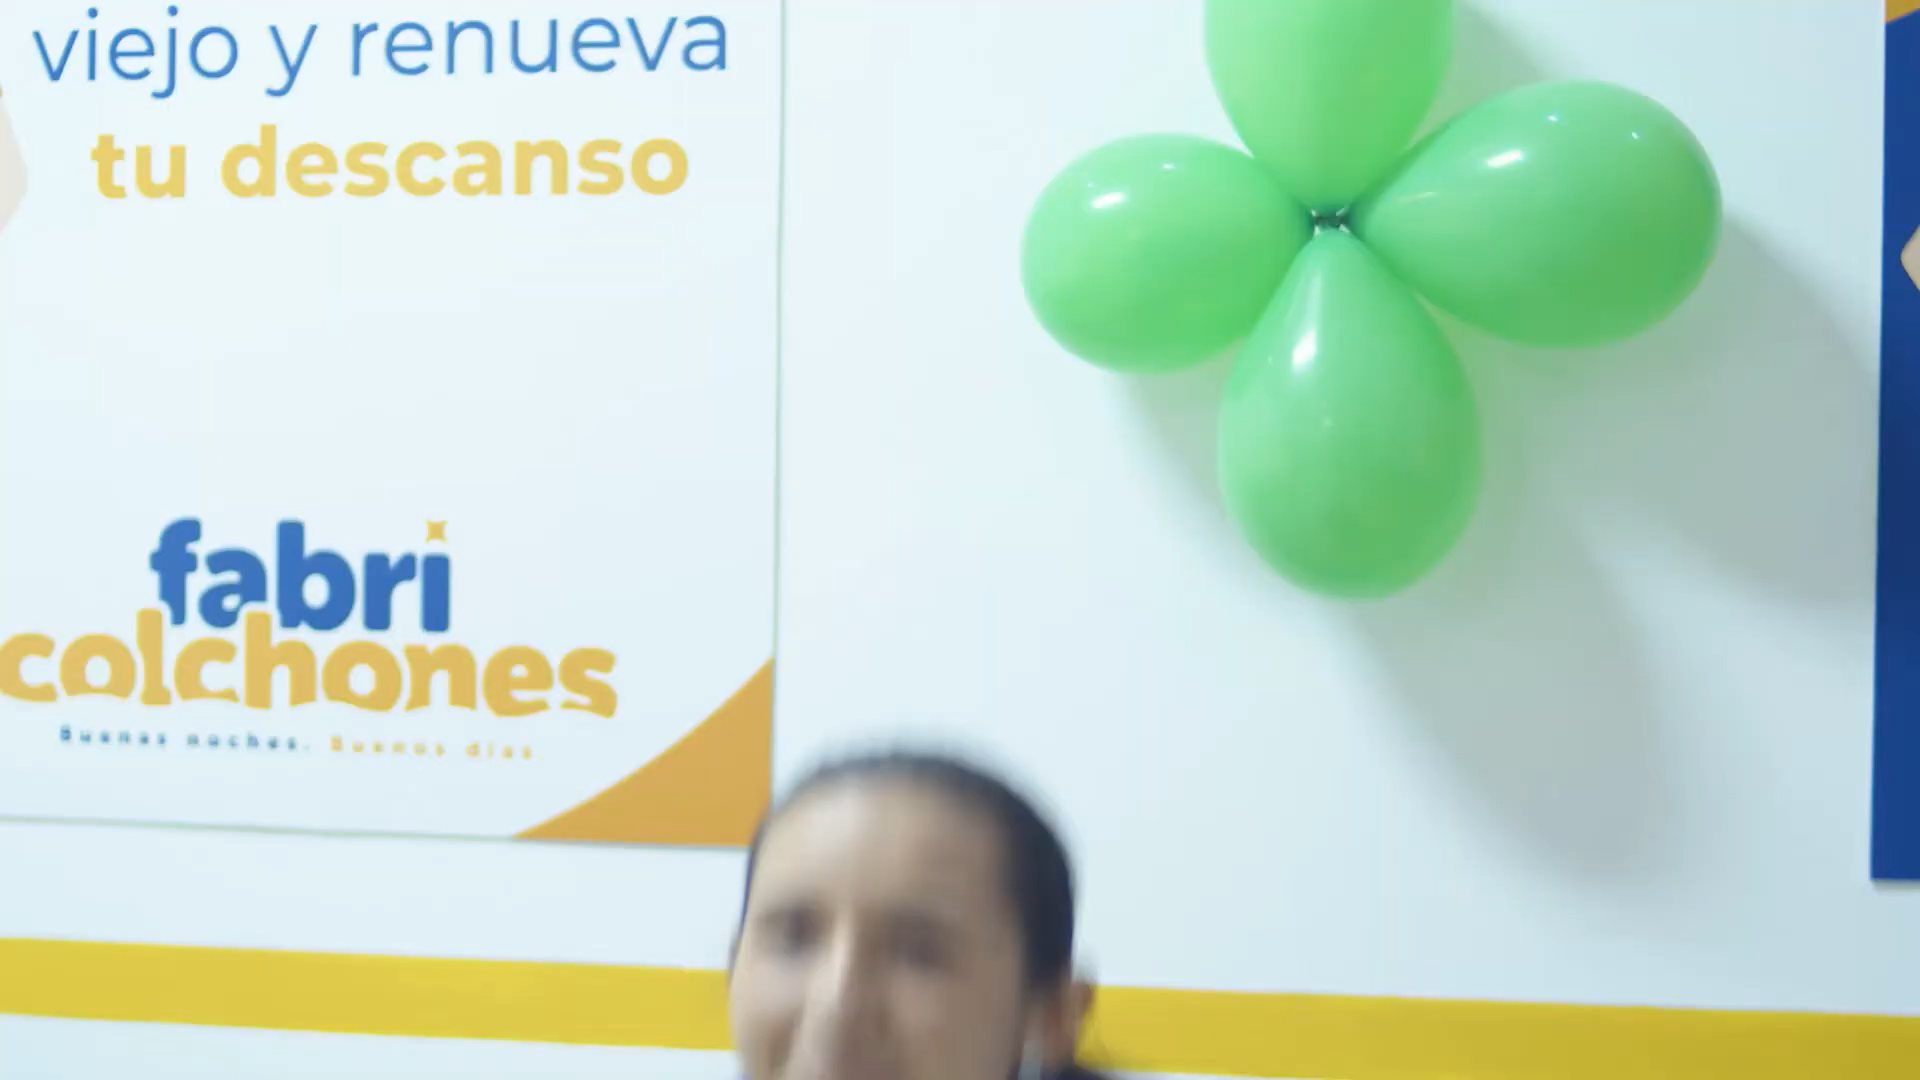 viejo y renueva
tu descanso
fabri
colchones
Buenas noches. Buenos días.